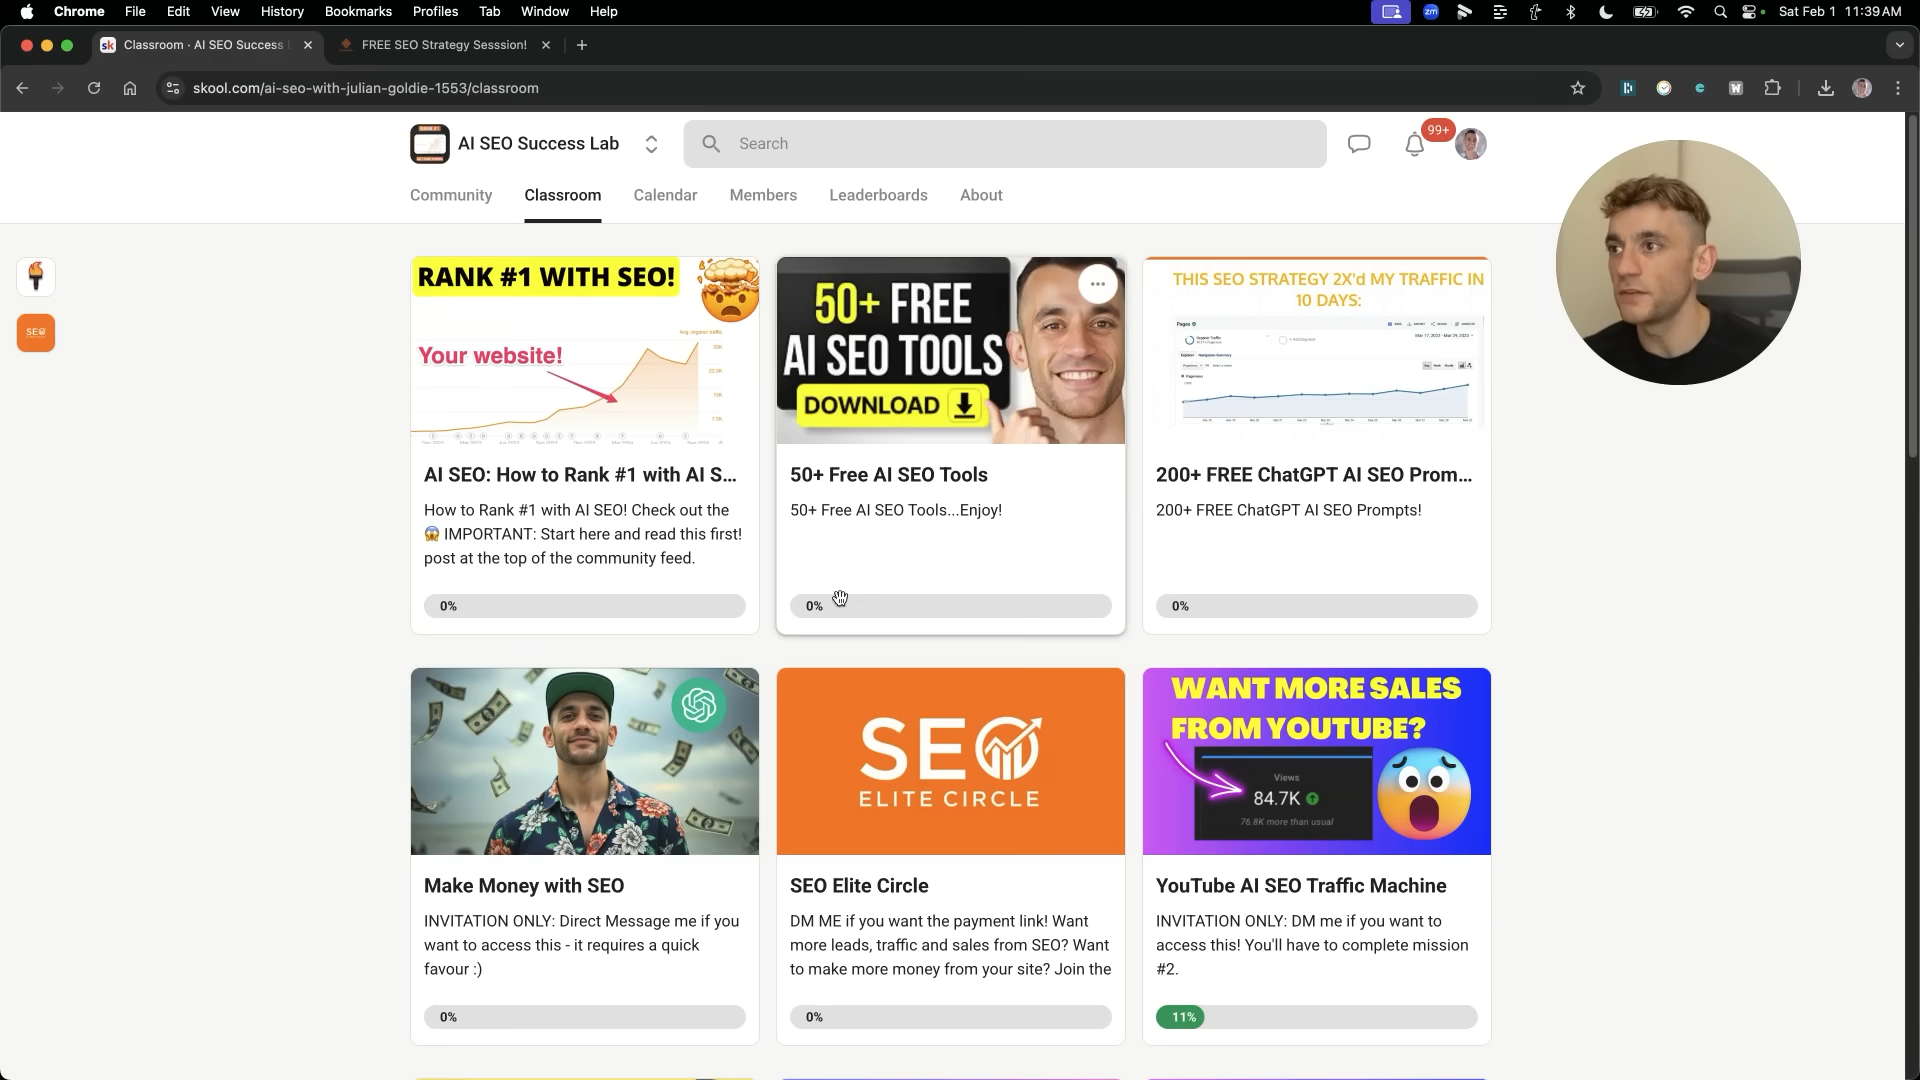 Chrome File Edit View History Bookmarks Profiles Tab Window Help
zm
Sat Feb 1 11:39 AM
sk Classroom · AI SEO Success
FREE SEO Strategy Sesssion!
skool.com/ai-seo-with-julian-goldie-1553/classroom
AI SEO Success Lab
Search
99+
Community Classroom Calendar Members Leaderboards About
SEO
RANK #1 WITH SEO!
Your website!
AI SEO: How to Rank #1 with AI S...
How to Rank #1 with AI SEO! Check out the
😱 IMPORTANT: Start here and read this first!
post at the top of the community feed.
0%
50+ FREE
AI SEO TOOLS
DOWNLOAD
50+ Free AI SEO Tools
50+ Free AI SEO Tools...Enjoy!
0%
THIS SEO STRATEGY 2X'd MY TRAFFIC IN
10 DAYS:
200+ FREE ChatGPT AI SEO Prom...
200+ FREE ChatGPT AI SEO Prompts!
0%
Make Money with SEO
INVITATION ONLY: Direct Message me if you
want to access this - it requires a quick
favour :)
0%
SEO
ELITE CIRCLE
SEO Elite Circle
DM ME if you want the payment link! Want
more leads, traffic and sales from SEO? Want
to make more money from your site? Join the
0%
WANT MORE SALES
FROM YOUTUBE?
Views
84.7K
76.8K more than usual
YouTube AI SEO Traffic Machine
INVITATION ONLY: DM me if you want to
access this! You'll have to complete mission
#2.
11%